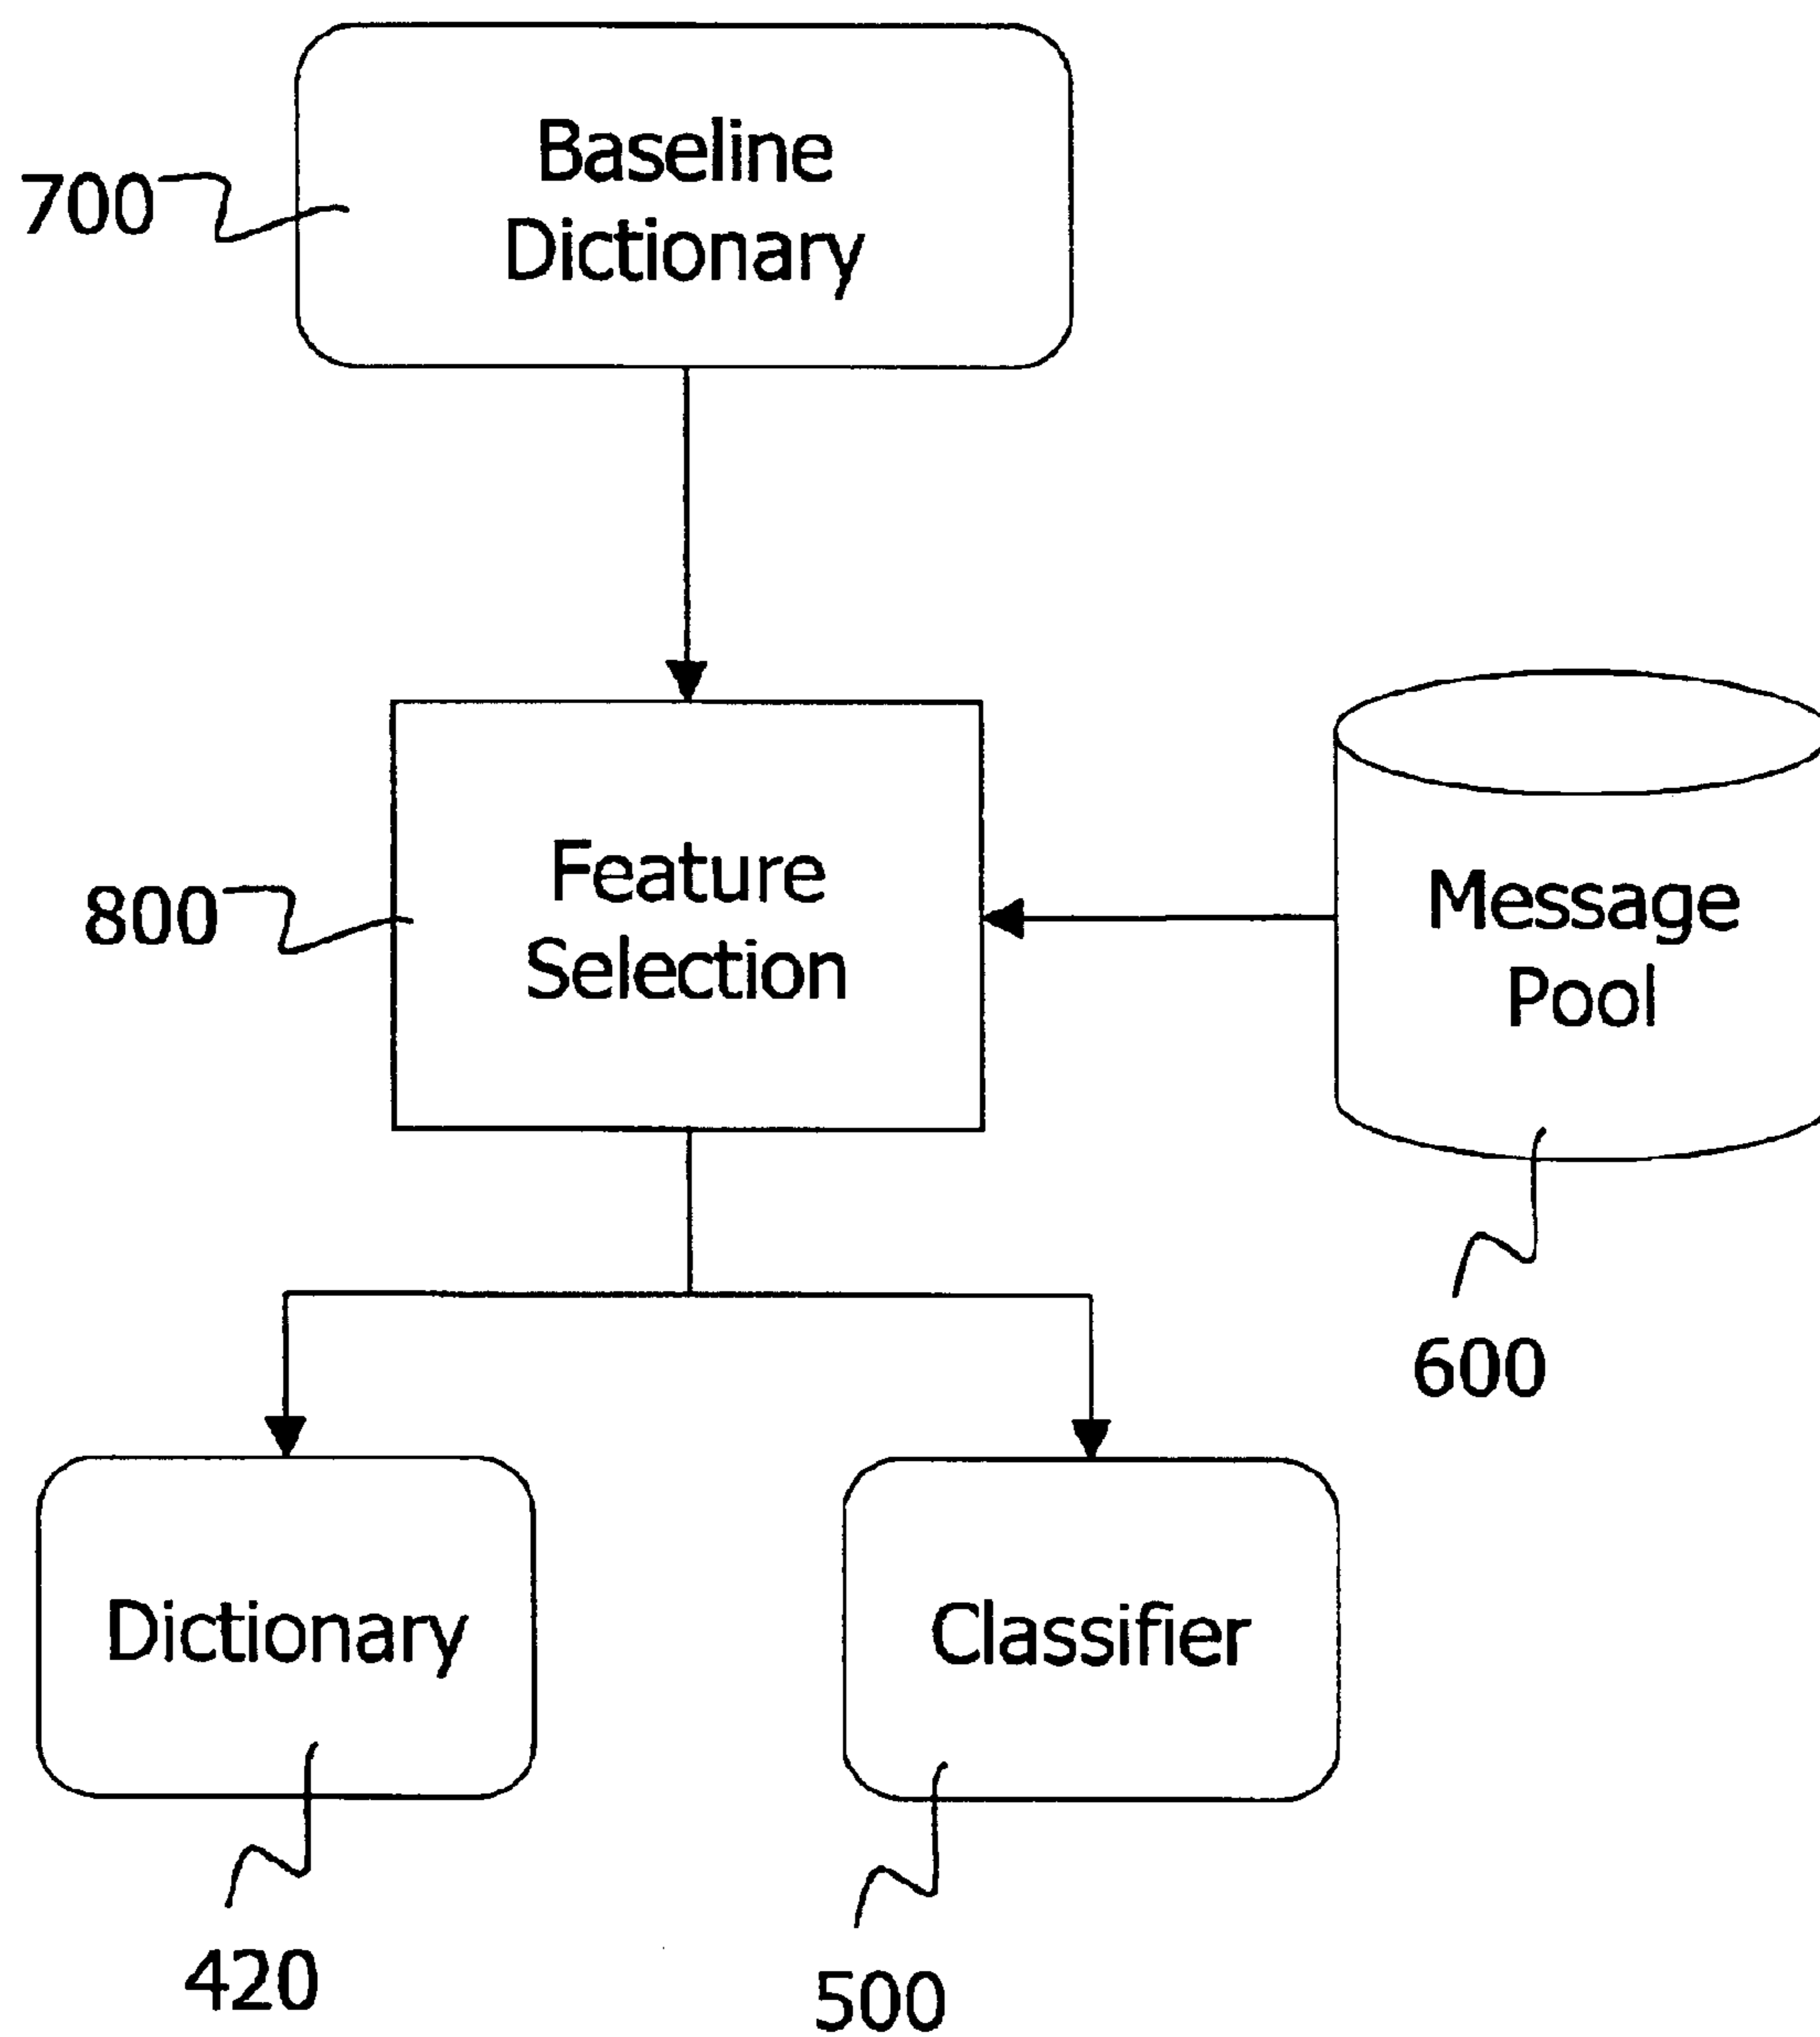 Baseline
Dictionary
700
Feature
Selection
800
Message
Pool
600
Dictionary
420
Classifier
500